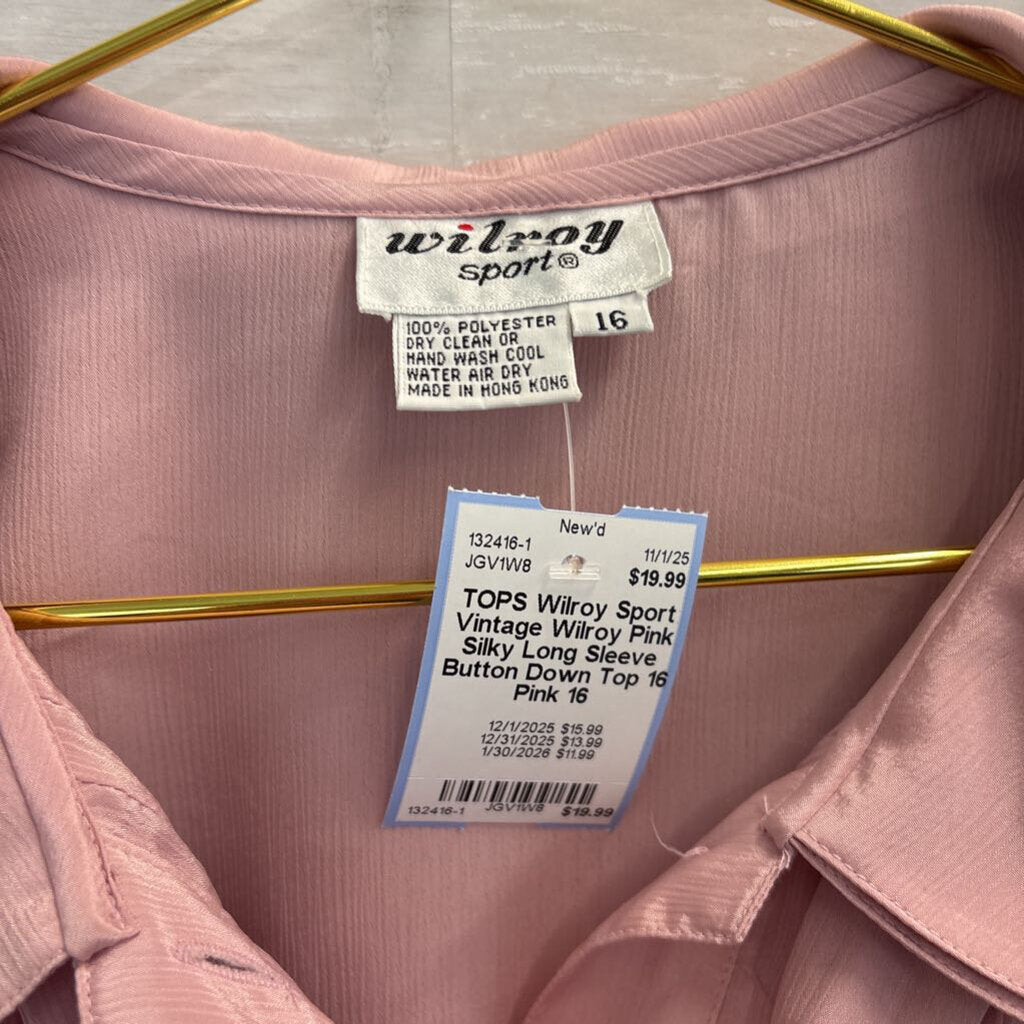 wilroy
sport®
100% POLYESTER
DRY CLEAN OR
HAND WASH COOL
WATER AIR DRY
MADE IN HONG KONG
16
New'd
132416-1
JGV1W8
11/1/25
$19.99
TOPS Wilroy Sport
Vintage Wilroy Pink
Silky Long Sleeve
Button Down Top 16
Pink 16
12/1/2025 $15.99
12/31/2025 $13.99
1/30/2026 $11.99
132416-1 JGV1W8 $19.99